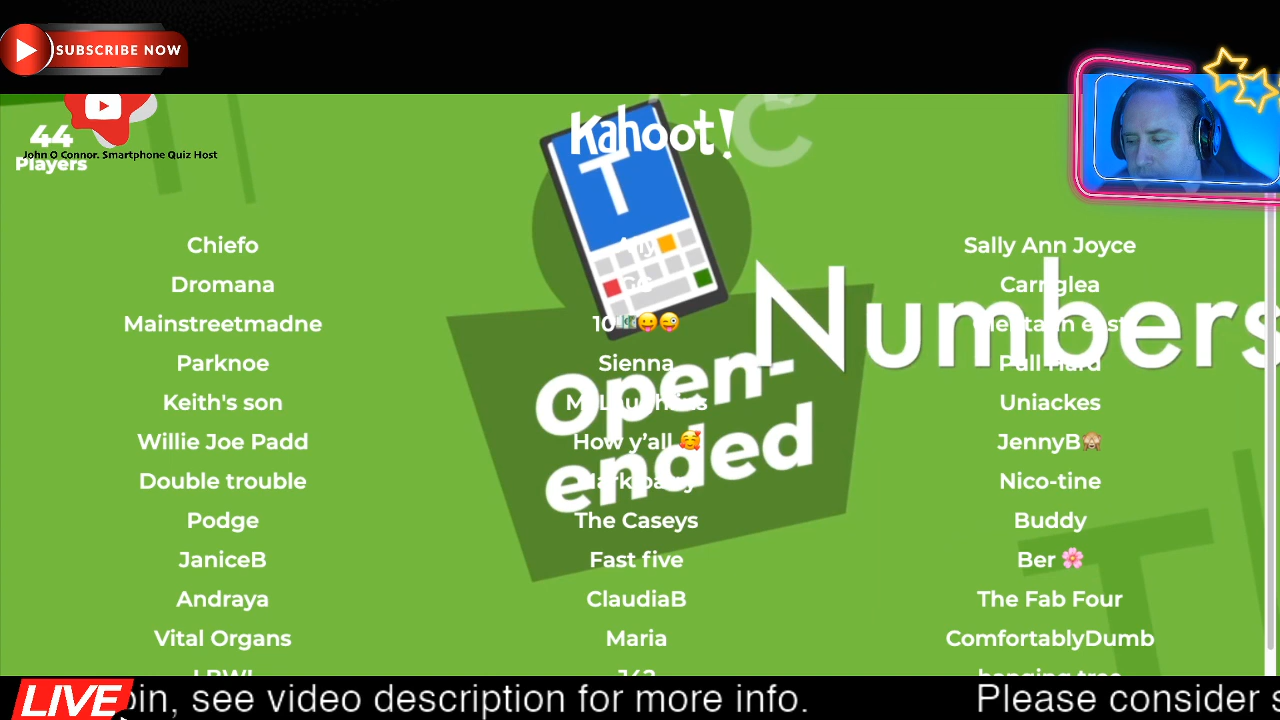 SUBSCRIBE NOW
44
Players
John O Connor. Smartphone Quiz Host
Kahoot!
T
C
Numbers
Open-
ended
Chiefo
Dromana
Mainstreetmadne
Parknoe
Keith's son
Willie Joe Padd
Double trouble
Podge
JaniceB
Andraya
Vital Organs
10💵😛😜
Sienna
How y'all 🥰
The Caseys
Fast five
ClaudiaB
Maria
Sally Ann Joyce
Carriglea
Pull Hard
Uniackes
JennyB🙈
Nico-tine
Buddy
Ber 🌸
The Fab Four
ComfortablyDumb
LIVE
oin, see video description for more info.
Please consider s